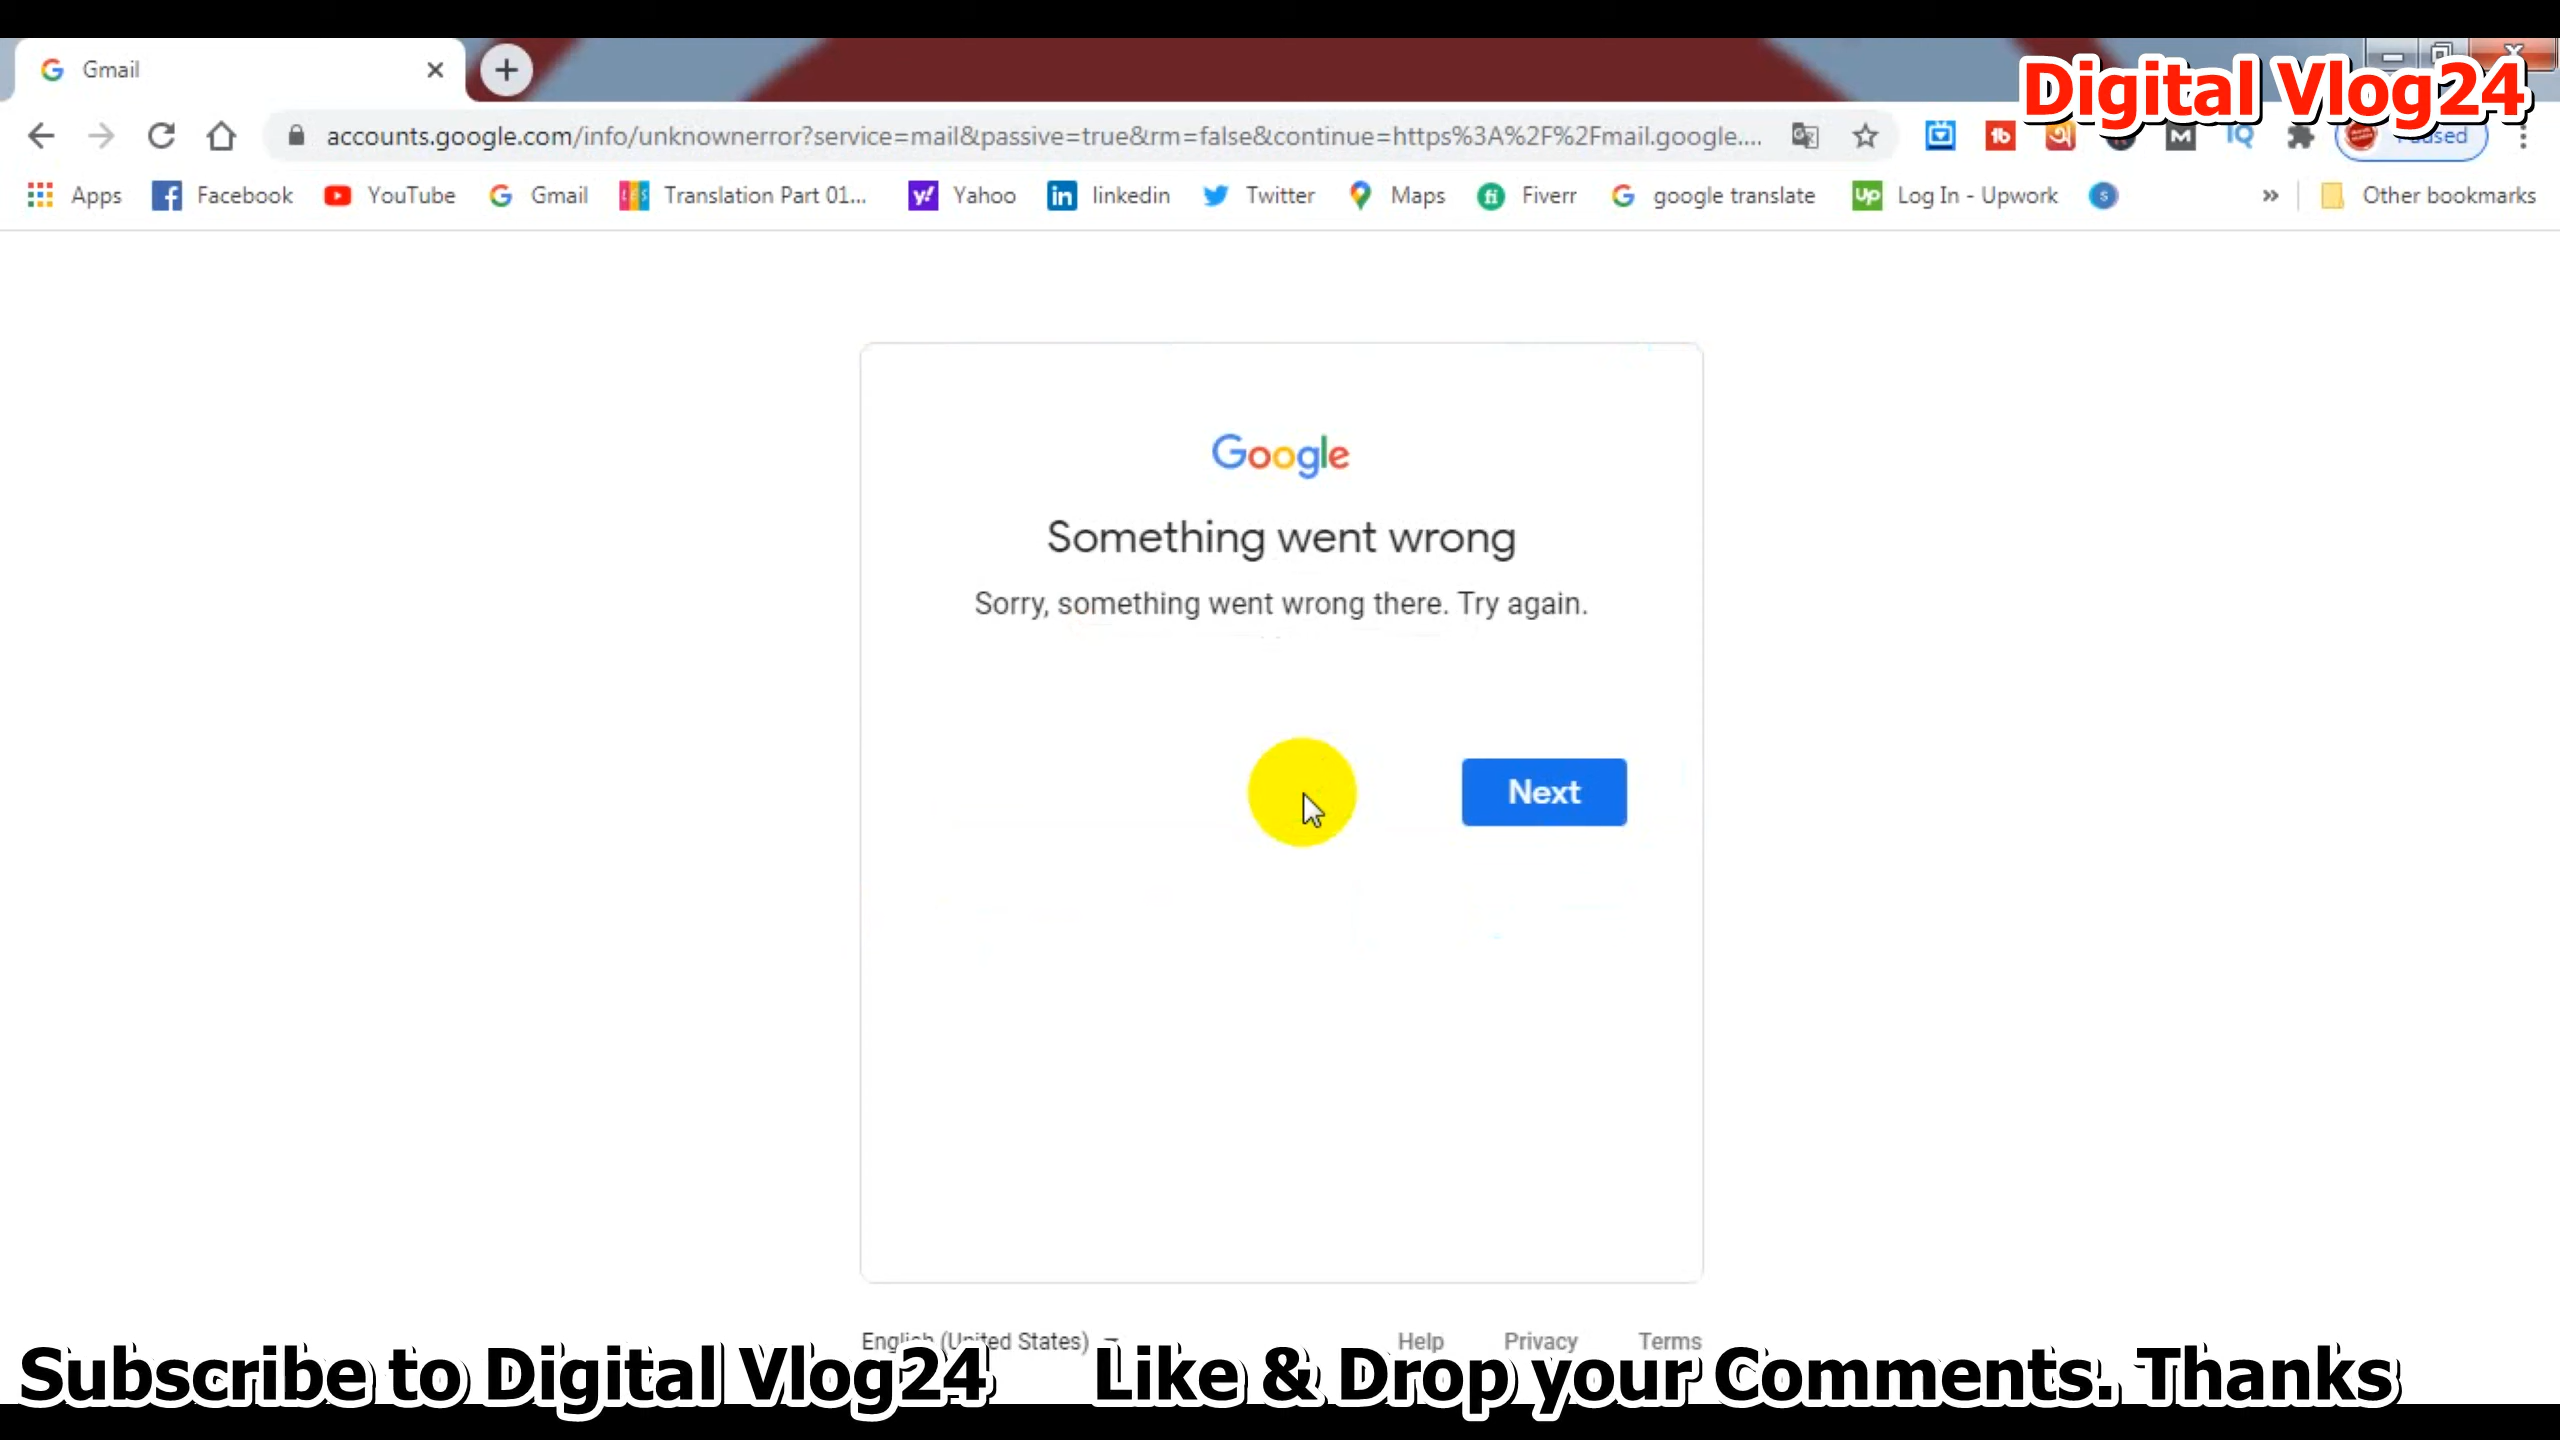 Gmail
Digital Vlog24
accounts.google.com/info/unknownerror?service=mail&passive=true&rm=false&continue=https%3A%2F%2Fmail.google....
Apps Facebook YouTube Gmail Translation Part 01... Yahoo linkedin Twitter Maps Fiverr google translate Log In - Upwork » Other bookmarks
Google
Something went wrong
Sorry, something went wrong there. Try again.
Next
English (United States) Help Privacy Terms
Subscribe to Digital Vlog24 Like & Drop your Comments. Thanks